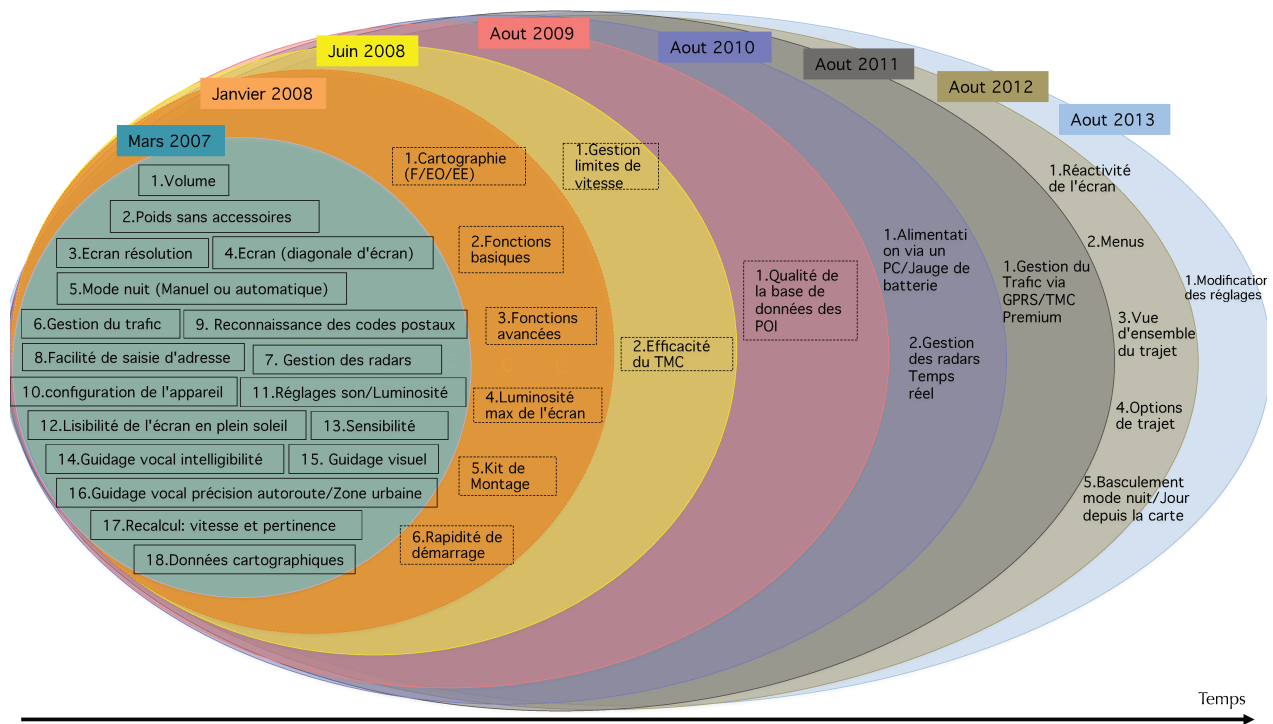 Mars 2007
1.Volume
2.Poids sans accessoires
3.Ecran résolution
4.Ecran (diagonale d'écran)
5.Mode nuit (Manuel ou automatique)
6.Gestion du trafic
9. Reconnaissance des codes postaux
8.Facilité de saisie d'adresse
7. Gestion des radars
10.configuration de l'appareil
11.Réglages son/Luminosité
12.Lisibilité de l'écran en plein soleil
13.Sensibilité
14.Guidage vocal intelligibilité
15. Guidage visuel
16.Guidage vocal précision autoroute/Zone urbaine
17.Recalcul: vitesse et pertinence
18.Données cartographiques
Janvier 2008
1.Cartographie
(F/EO/EE)
2.Fonctions
basiques
3.Fonctions
avancées
4.Luminosité
max de l'écran
5.Kit de
Montage
6.Rapidité de
démarrage
Juin 2008
1.Gestion
limites de
vitesse
2.Efficacité
du TMC
Aout 2009
1.Qualité de
la base de
données des
POI
Aout 2010
1.Alimentati
on via un
PC/Jauge de
batterie
2.Gestion
des radars
Temps
réel
Aout 2011
1.Gestion du
Trafic via
GPRS/TMC
Premium
Aout 2012
1.Réactivité
de l'écran
2.Menus
3.Vue
d'ensemble
du trajet
4.Options
de trajet
5.Basculement
mode nuit/Jour
depuis la carte
Aout 2013
1.Modification
des réglages
Temps